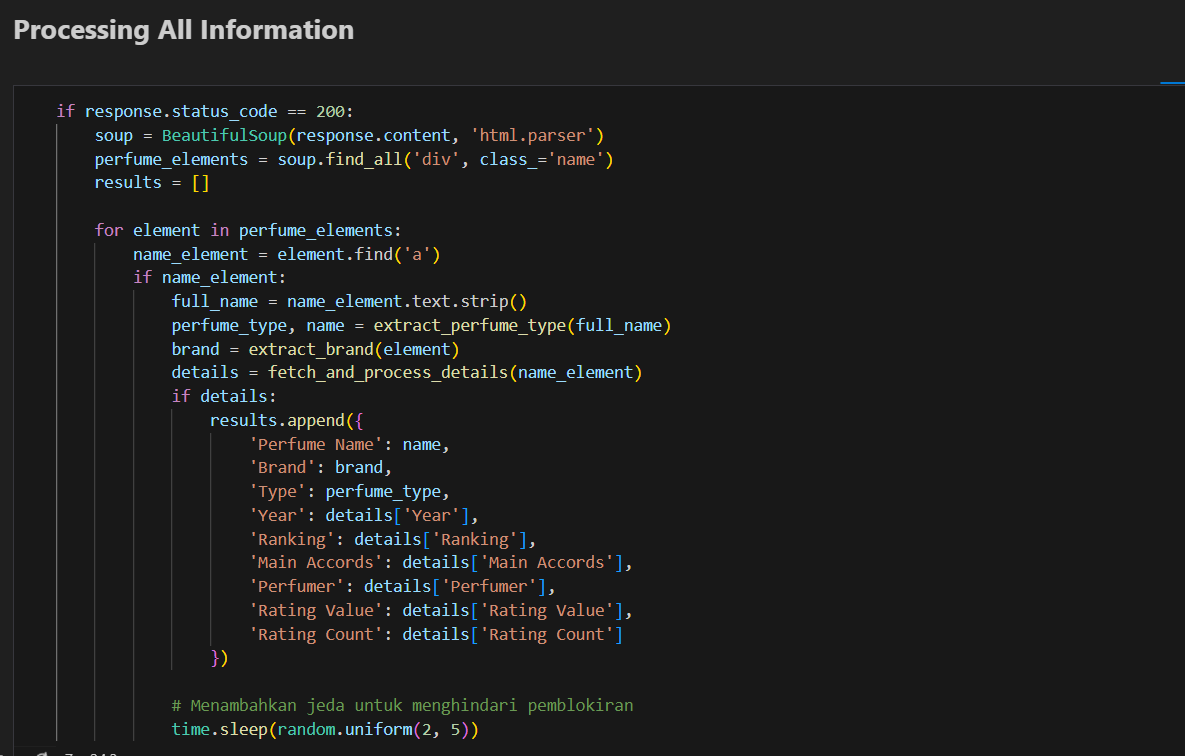 Processing All Information
if response.status_code == 200:
    soup = BeautifulSoup(response.content, 'html.parser')
    perfume_elements = soup.find_all('div', class_='name')
    results = []
    for element in perfume_elements:
        name_element = element.find('a')
        if name_element:
            full_name = name_element.text.strip()
            perfume_type, name = extract_perfume_type(full_name)
            brand = extract_brand(element)
            details = fetch_and_process_details(name_element)
            if details:
                results.append({
                    'Perfume Name': name,
                    'Brand': brand,
                    'Type': perfume_type,
                    'Year': details['Year'],
                    'Ranking': details['Ranking'],
                    'Main Accords': details['Main Accords'],
                    'Perfumer': details['Perfumer'],
                    'Rating Value': details['Rating Value'],
                    'Rating Count': details['Rating Count']
                })
            # Menambahkan jeda untuk menghindari pemblokiran
            time.sleep(random.uniform(2, 5))